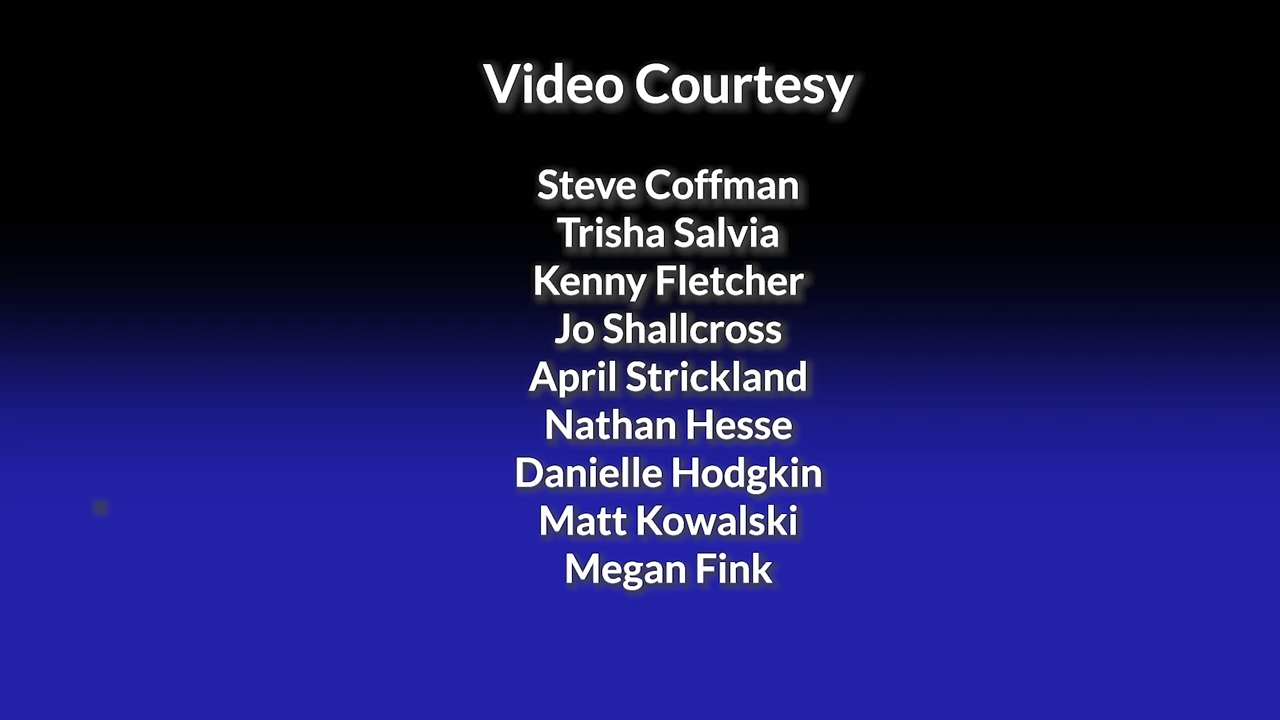 Video Courtesy
Steve Coffman
Trisha Salvia
Kenny Fletcher
Jo Shallcross
April Strickland
Nathan Hesse
Danielle Hodgkin
Matt Kowalski
Megan Fink